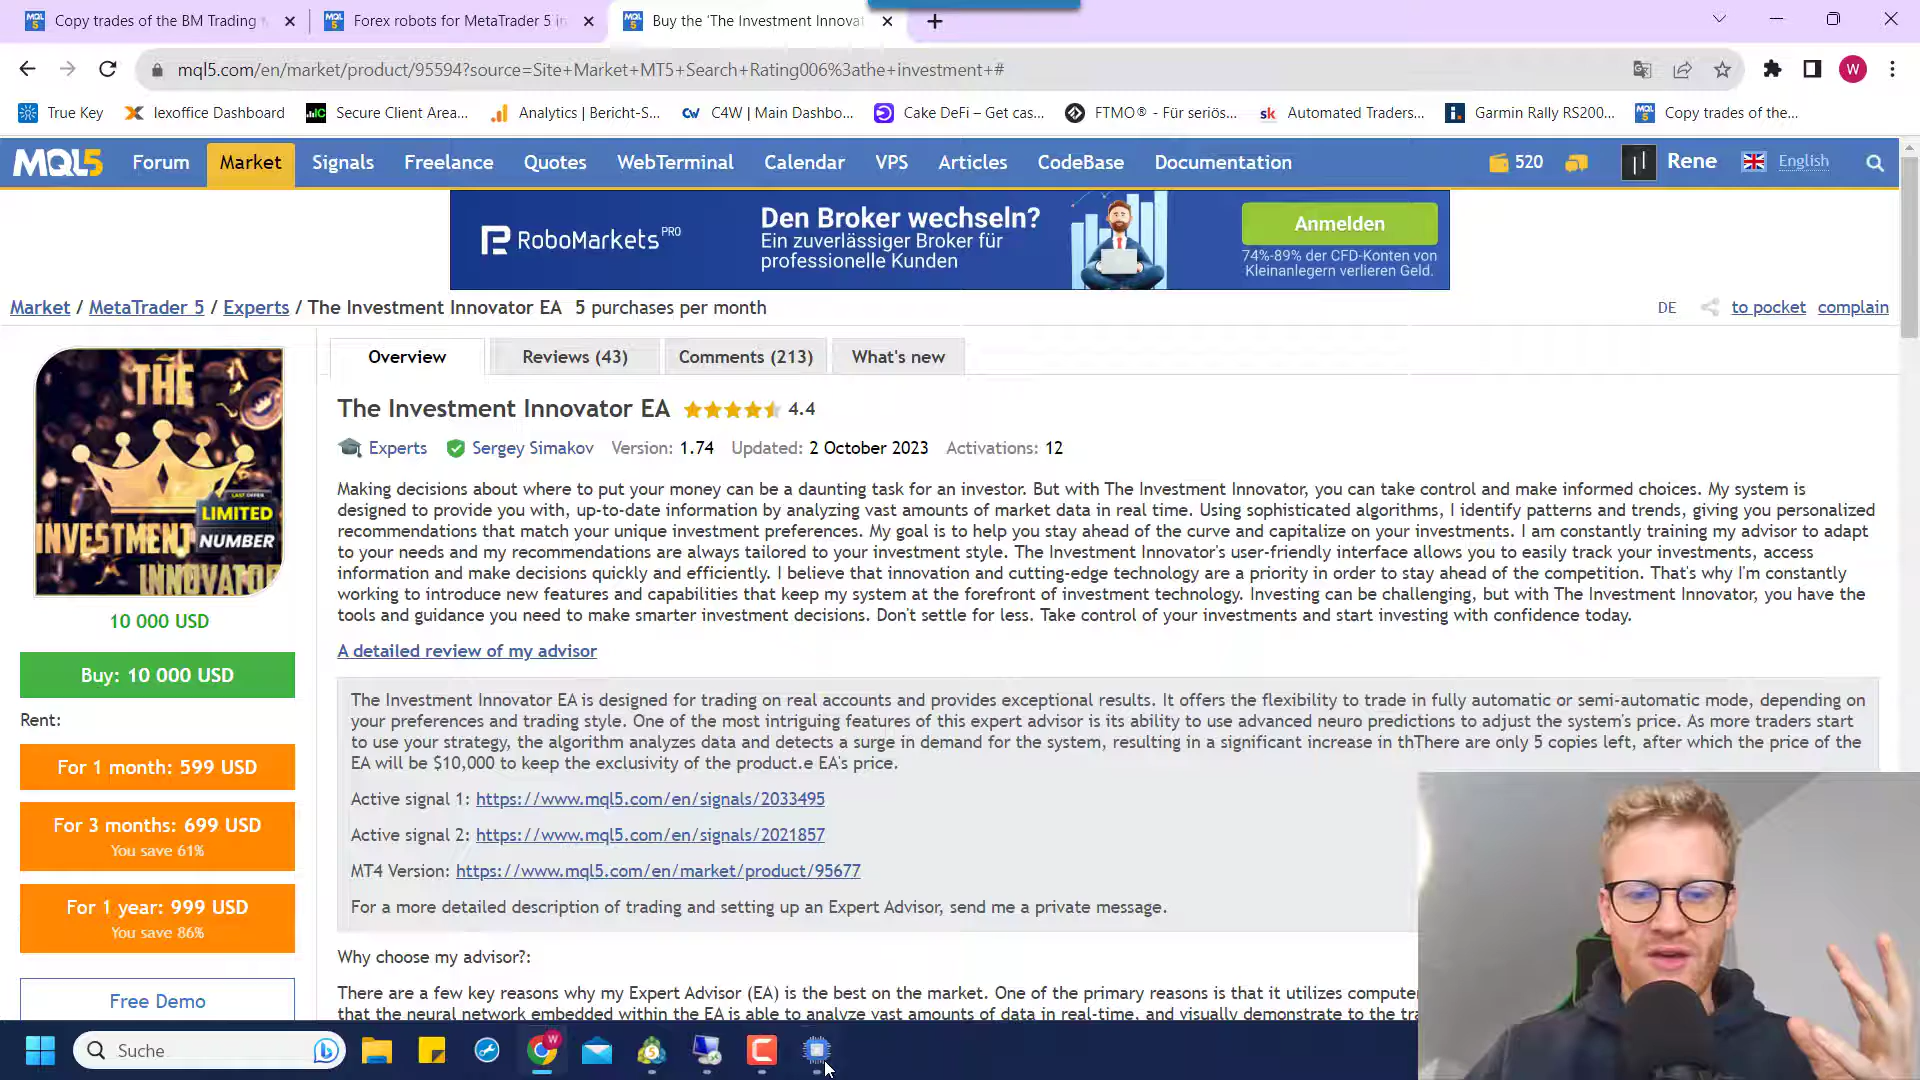 Copy trades of the BM Trading
Forex robots for MetaTrader 5 i
Buy the 'The Investment Innovat
mql5.com/en/market/product/95594?source=Site+Market+MT5+Search+Rating006%3athe+investment+#
W
True Key
lexoffice Dashboard
Secure Client Area...
Analytics | Bericht-S...
C4W | Main Dashbo...
Cake DeFi – Get cas...
FTMO® - Für seriös...
sk Automated Traders...
Garmin Rally RS200...
Copy trades of the...
MQL5
Forum
Market
Signals
Freelance
Quotes
WebTerminal
Calendar
VPS
Articles
CodeBase
Documentation
520
Rene
English
RoboMarkets PRO
Den Broker wechseln?
Ein zuverlässiger Broker für
professionelle Kunden
Anmelden
74%-89% der CFD-Konten von
Kleinanlegern verlieren Geld.
Market / MetaTrader 5 / Experts / The Investment Innovator EA 5 purchases per month
DE
to pocket
complain
THE
INVESTMENT
INNOVATOR
LAST OFFER
LIMITED
NUMBER
10 000 USD
Buy: 10 000 USD
Rent:
For 1 month: 599 USD
For 3 months: 699 USD
You save 61%
For 1 year: 999 USD
You save 86%
Free Demo
Overview
Reviews (43)
Comments (213)
What's new
The Investment Innovator EA 4.4
Experts Sergey Simakov Version: 1.74 Updated: 2 October 2023 Activations: 12
Making decisions about where to put your money can be a daunting task for an investor. But with The Investment Innovator, you can take control and make informed choices. My system is
designed to provide you with, up-to-date information by analyzing vast amounts of market data in real time. Using sophisticated algorithms, I identify patterns and trends, giving you personalized
recommendations that match your unique investment preferences. My goal is to help you stay ahead of the curve and capitalize on your investments. I am constantly training my advisor to adapt
to your needs and my recommendations are always tailored to your investment style. The Investment Innovator's user-friendly interface allows you to easily track your investments, access
information and make decisions quickly and efficiently. I believe that innovation and cutting-edge technology are a priority in order to stay ahead of the competition. That's why I'm constantly
working to introduce new features and capabilities that keep my system at the forefront of investment technology. Investing can be challenging, but with The Investment Innovator, you have the
tools and guidance you need to make smarter investment decisions. Don't settle for less. Take control of your investments and start investing with confidence today.
A detailed review of my advisor
The Investment Innovator EA is designed for trading on real accounts and provides exceptional results. It offers the flexibility to trade in fully automatic or semi-automatic mode, depending on
your preferences and trading style. One of the most intriguing features of this expert advisor is its ability to use advanced neuro predictions to adjust the system's price. As more traders start
to use your strategy, the algorithm analyzes data and detects a surge in demand for the system, resulting in a significant increase in thThere are only 5 copies left, after which the price of the
EA will be $10,000 to keep the exclusivity of the product.e EA's price.
Active signal 1: https://www.mql5.com/en/signals/2033495
Active signal 2: https://www.mql5.com/en/signals/2021857
MT4 Version: https://www.mql5.com/en/market/product/95677
For a more detailed description of trading and setting up an Expert Advisor, send me a private message.
Why choose my advisor?:
There are a few key reasons why my Expert Advisor (EA) is the best on the market. One of the primary reasons is that it utilizes compute
that the neural network embedded within the EA is able to analyze vast amounts of data in real-time, and visually demonstrate to the tra
Suche
W